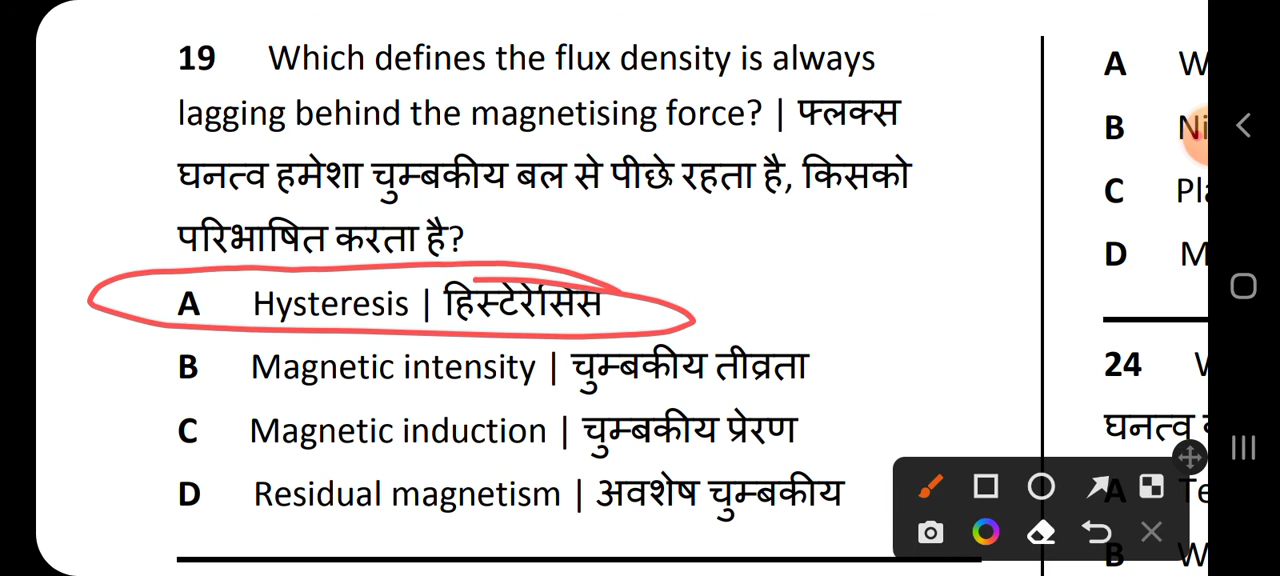 19 Which defines the flux density is always
lagging behind the magnetising force? | फ्लक्स
घनत्व हमेशा चुम्बकीय बल से पीछे रहता है, किसको
परिभाषित करता है?
A Hysteresis | हिस्टेरेसिस
B Magnetic intensity | चुम्बकीय तीव्रता
C Magnetic induction | चुम्बकीय प्रेरण
D Residual magnetism | अवशेष चुम्बकीय
A
B
C
D
24
घनत्व
A
B